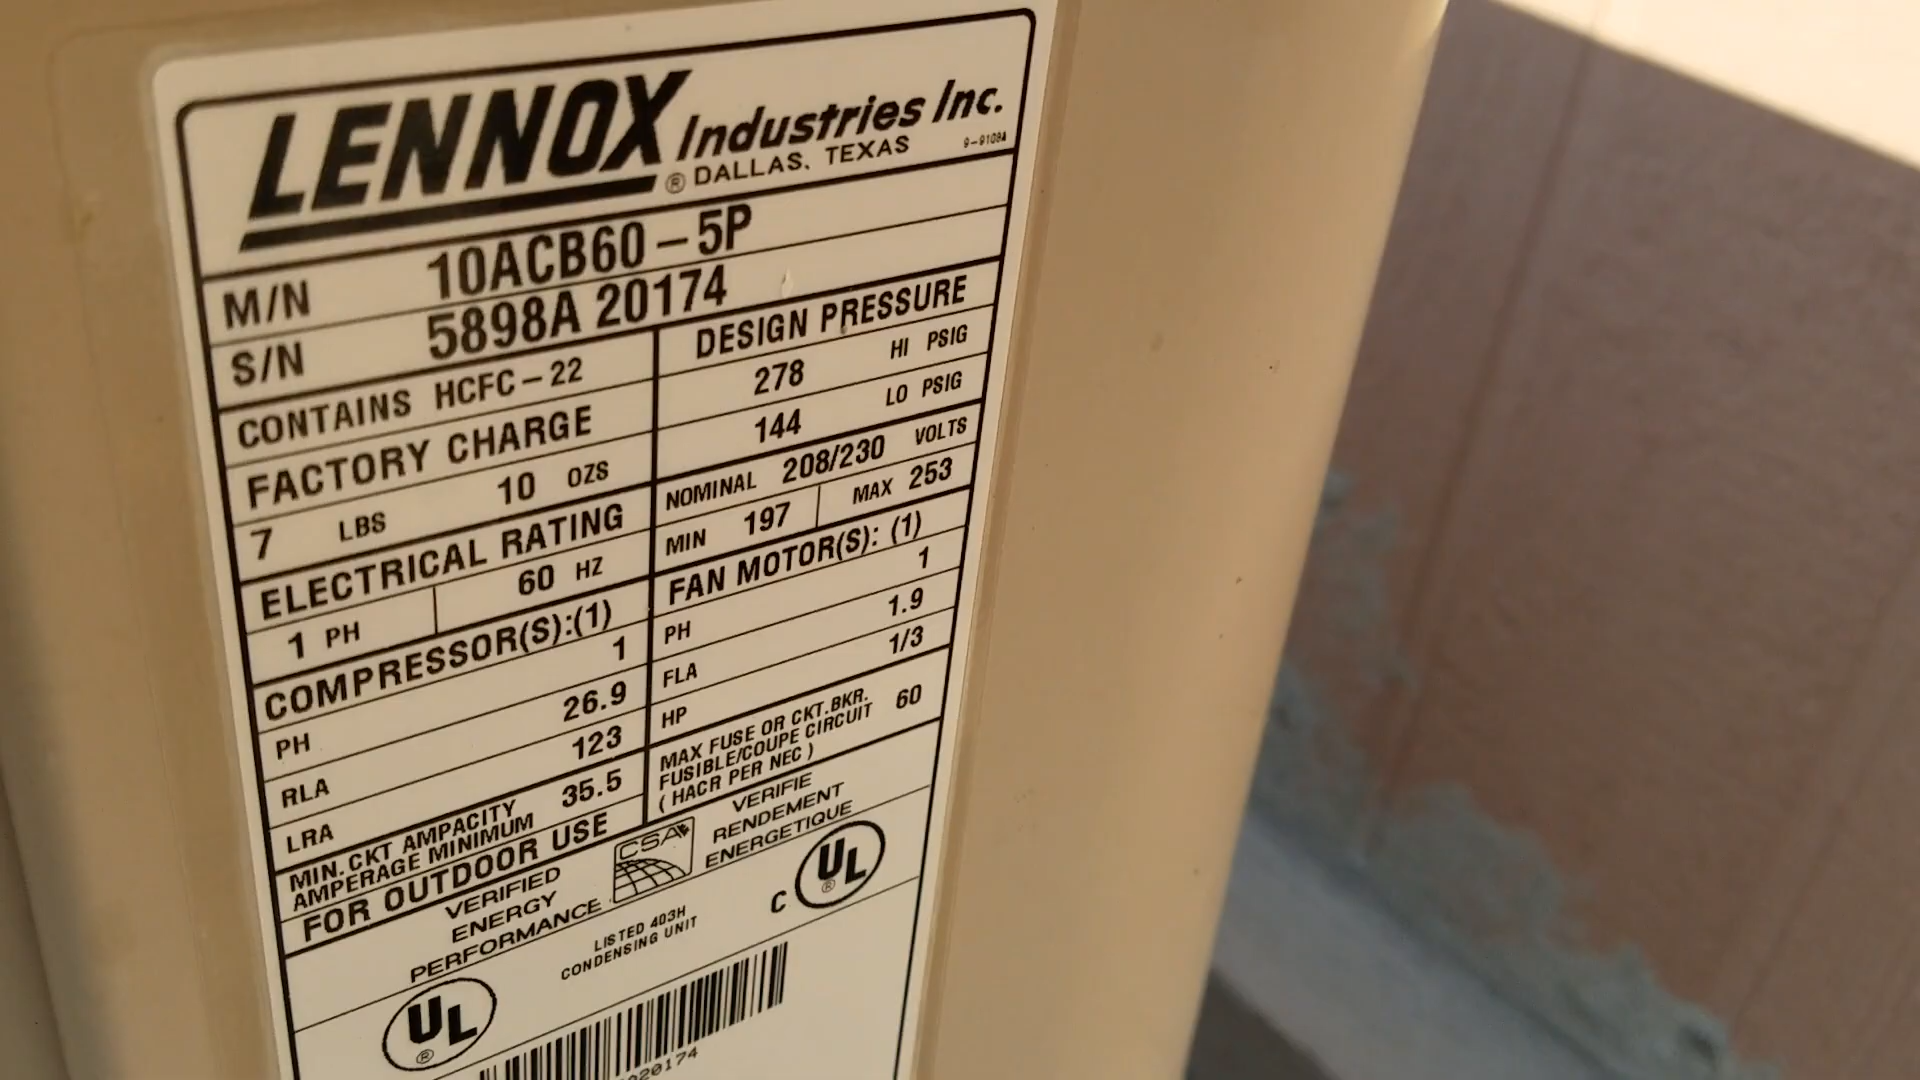 LENNOX Industries Inc.
® DALLAS, TEXAS 9-9108A
M/N 10ACB60-5P
S/N 5898A 20174
CONTAINS HCFC-22
FACTORY CHARGE
7 LBS 10 OZS
DESIGN PRESSURE
278 HI PSIG
144 LO PSIG
ELECTRICAL RATING
1 PH 60 HZ
NOMINAL 208/230 VOLTS
MIN 197 MAX 253
COMPRESSOR(S):(1)
PH 1
RLA 26.9
LRA 123
FAN MOTOR(S): (1)
PH 1
FLA 1.9
HP 1/3
MIN. CKT AMPACITY
AMPERAGE MINIMUM 35.5
MAX FUSE OR CKT.BKR.
FUSIBLE/COUPE CIRCUIT 60
(HACR PER NEC )
FOR OUTDOOR USE
VERIFIED
ENERGY
PERFORMANCE
CSA
VERIFIE
RENDEMENT
ENERGETIQUE
UL ®
LISTED 403H
CONDENSING UNIT
C UL ®
20174